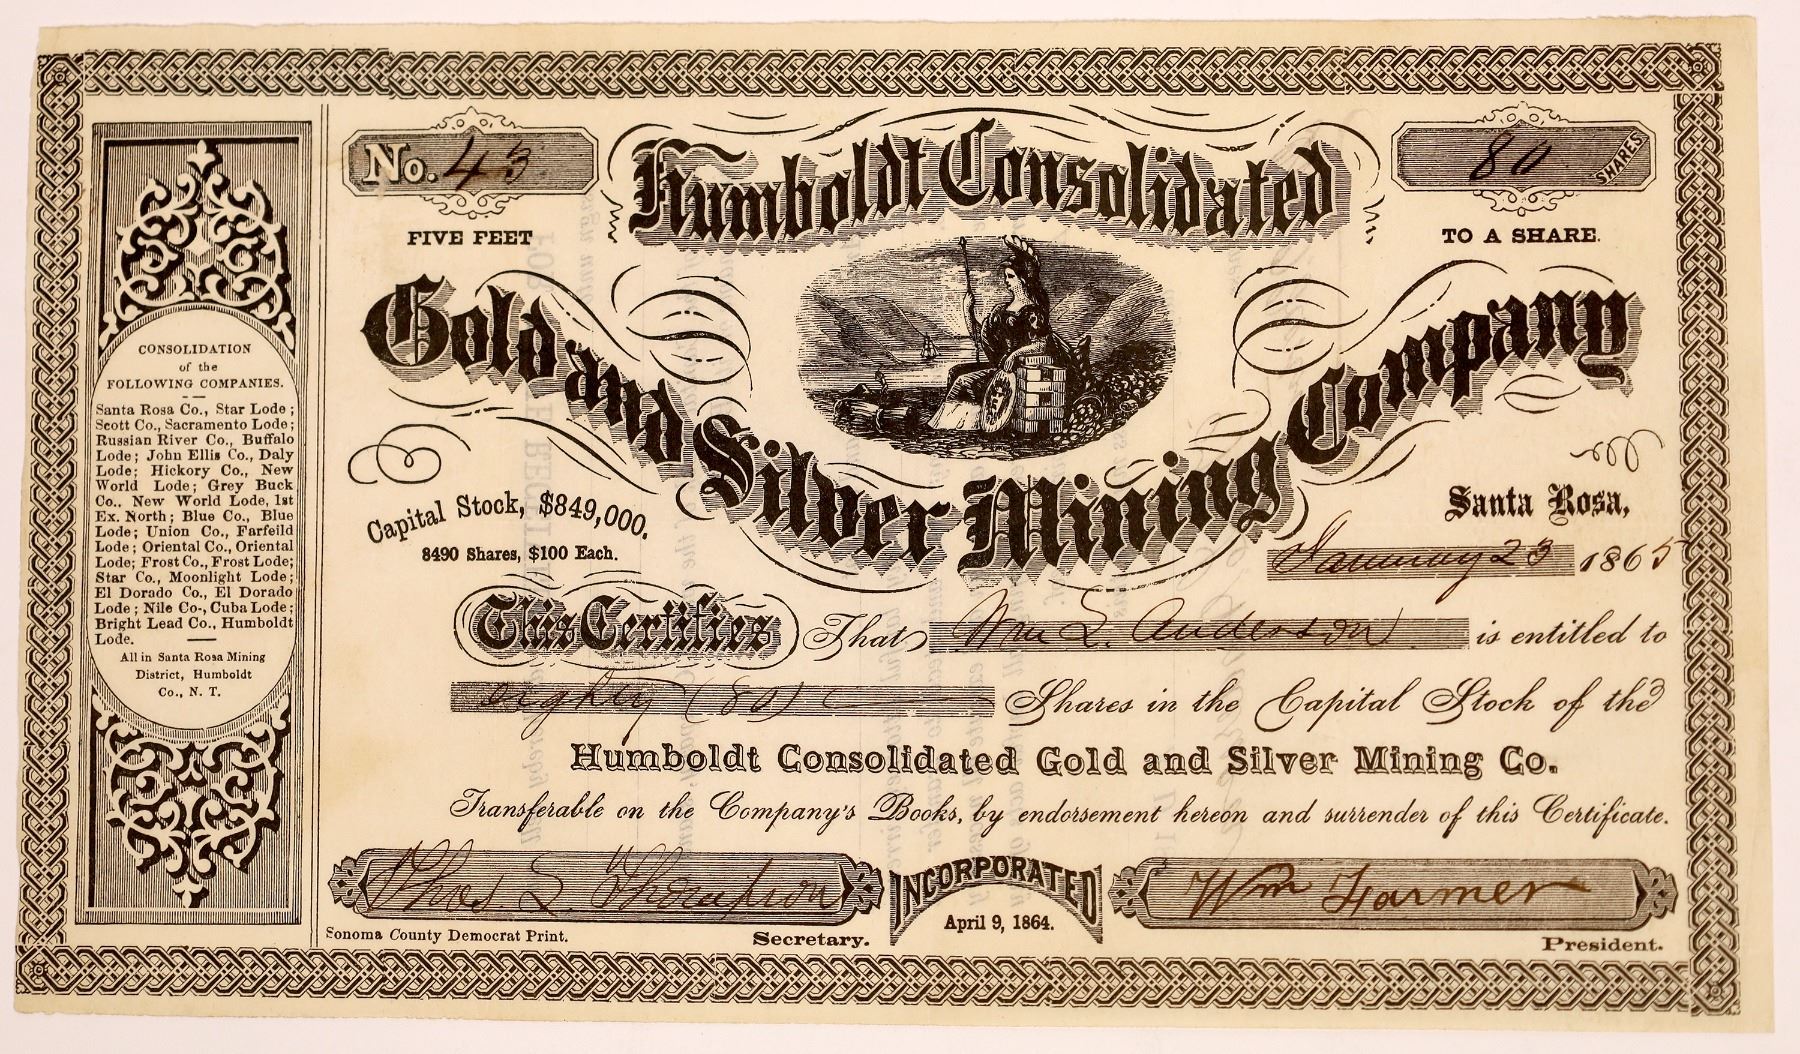 No. 43
80 SHARES
FIVE FEET
TO A SHARE.
Humboldt Consolidated
Gold and Silver Mining Company
Capital Stock, $849,000.
8490 Shares, $100 Each.
Santa Rosa,
January 23 1865
This Certifies That Wm L. Anderson is entitled to
eighty (80) Shares in the Capital Stock of the
Humboldt Consolidated Gold and Silver Mining Co.
Transferable on the Company's Books, by endorsement hereon and surrender of this Certificate.
Thos. L. Thompson
INCORPORATED
April 9, 1864.
Wm Farmer
Sonoma County Democrat Print.
Secretary.
President.
CONSOLIDATION
of the
FOLLOWING COMPANIES.
Santa Rosa Co., Star Lode;
Scott Co., Sacramento Lode;
Russian River Co., Buffalo
Lode; John Ellis Co., Daly
Lode; Hickory Co., New
World Lode; Grey Buck
Co., New World Lode, 1st
Ex. North; Blue Co., Blue
Lode; Union Co., Farfeild
Lode; Oriental Co., Oriental
Lode; Frost Co., Frost Lode;
Star Co., Moonlight Lode;
El Dorado Co., El Dorado
Lode; Nile Co-, Cuba Lode;
Bright Lead Co., Humboldt
Lode.
All in Santa Rosa Mining
District, Humboldt
Co., N. T.